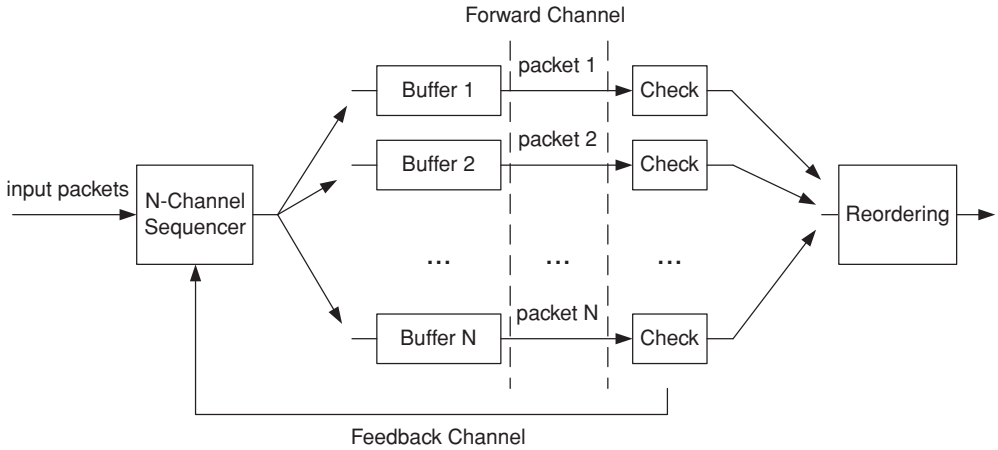 Forward Channel
packet 1
Buffer 1
Check
packet 2
Buffer 2
Check
input packets
N-Channel
Sequencer
Reordering
... ... ...
packet N
Buffer N
Check
Feedback Channel